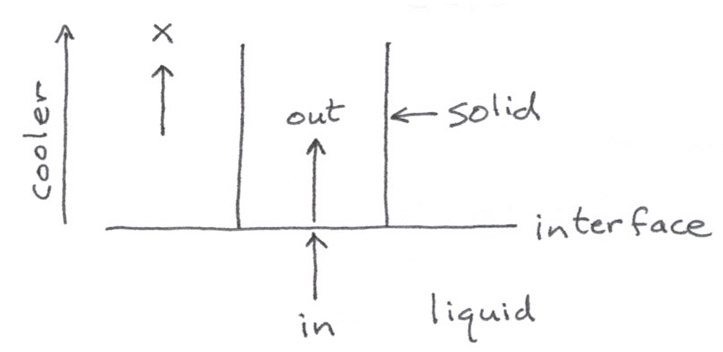 x
cooler
out
solid
interface
in
liquid